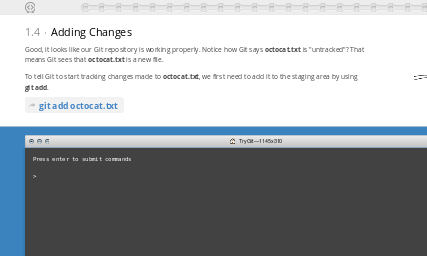 1.4 · Adding Changes
Good, it looks like our Git repository is working properly. Notice how Git says octocat.txt is "untracked"? That
means Git sees that octocat.txt is a new file.
To tell Git to start tracking changes made to octocat.txt, we first need to add it to the staging area by using
git add.
git add octocat.txt
TryGit—1145x310
Press enter to submit commands
>